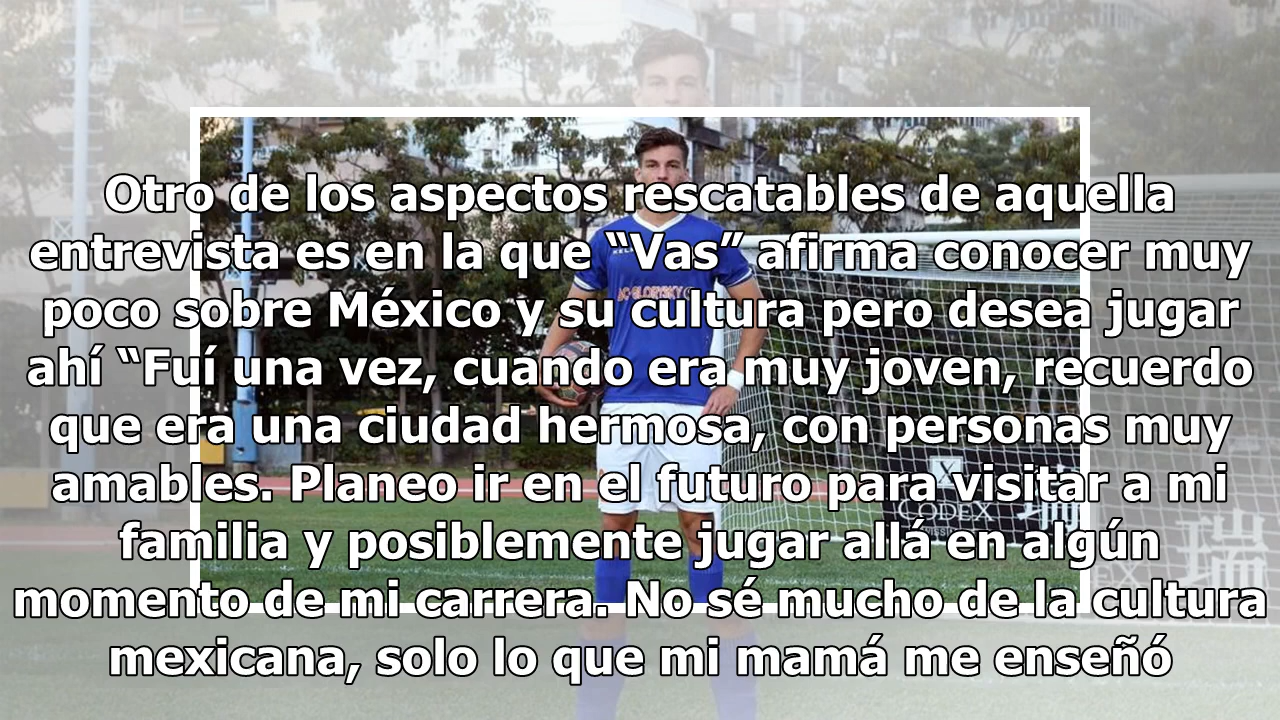 Otro de los aspectos rescatables de aquella
entrevista es en la que “Vas” afirma conocer muy
poco sobre México y su cultura pero desea jugar
ahí “Fuí una vez, cuando era muy joven, recuerdo
que era una ciudad hermosa, con personas muy
amables. Planeo ir en el futuro para visitar a mi
familia y posiblemente jugar allá en algún
momento de mi carrera. No sé mucho de la cultura
mexicana, solo lo que mi mamá me enseñó
CODEX
瑞
瑞